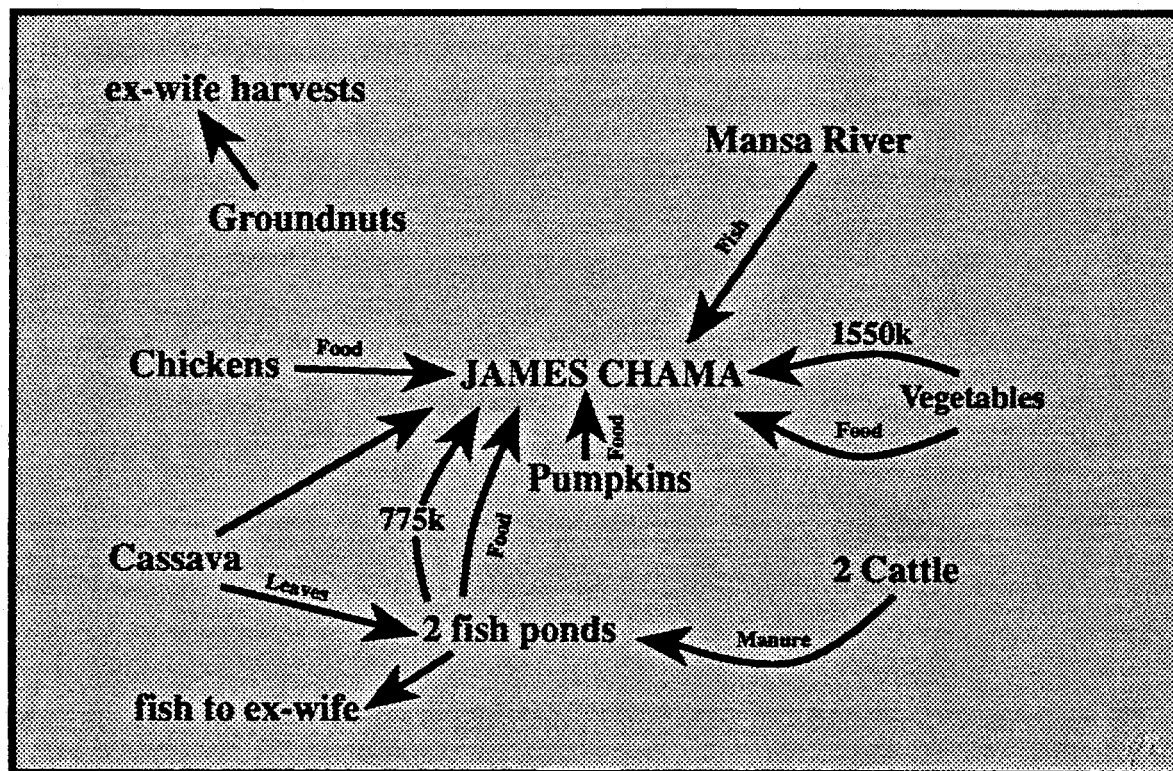 ex-wife harvests
Mansa River
Groundnuts
Fish
1550k
Chickens
Food
JAMES CHAMA
Vegetables
Food
Food
Pumpkins
775k
Food
Cassava
Leaves
2 Cattle
2 fish ponds
Manure
fish to ex-wife